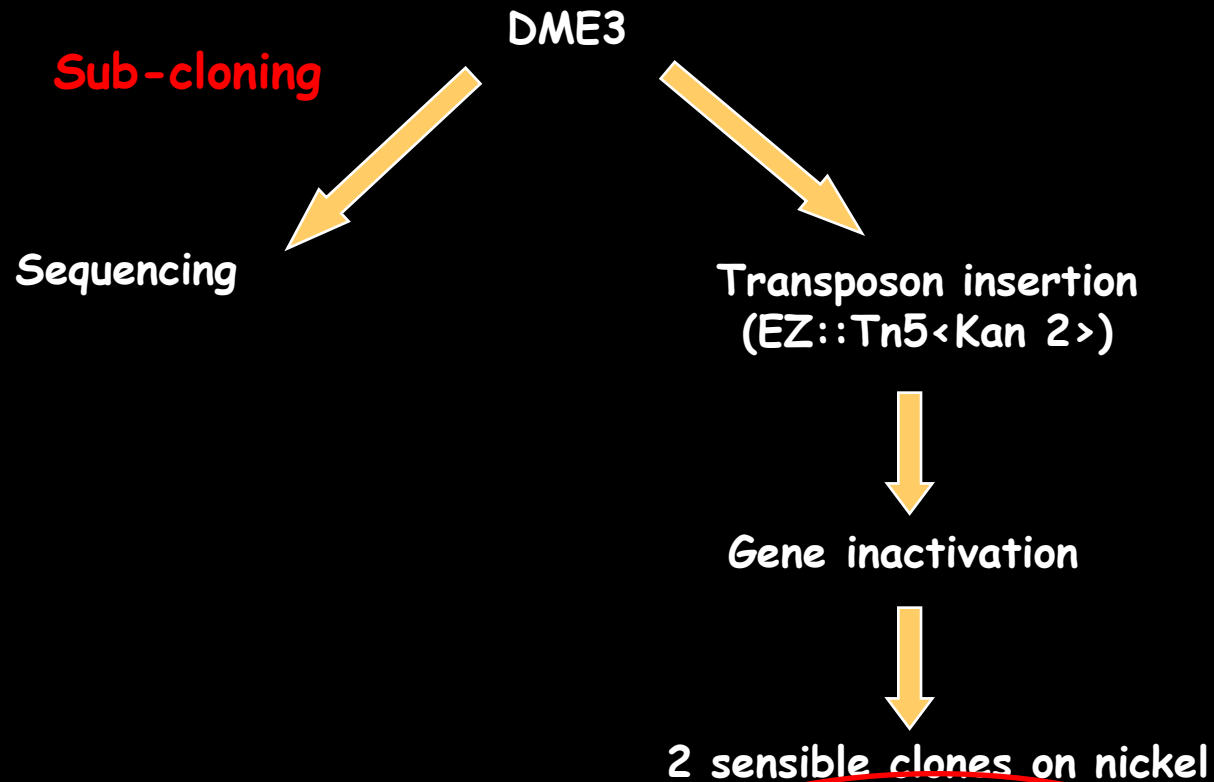 DME3
Sub-cloning
Sequencing
Transposon insertion
(EZ::Tn5<Kan 2>)
Gene inactivation
2 sensible clones on nickel